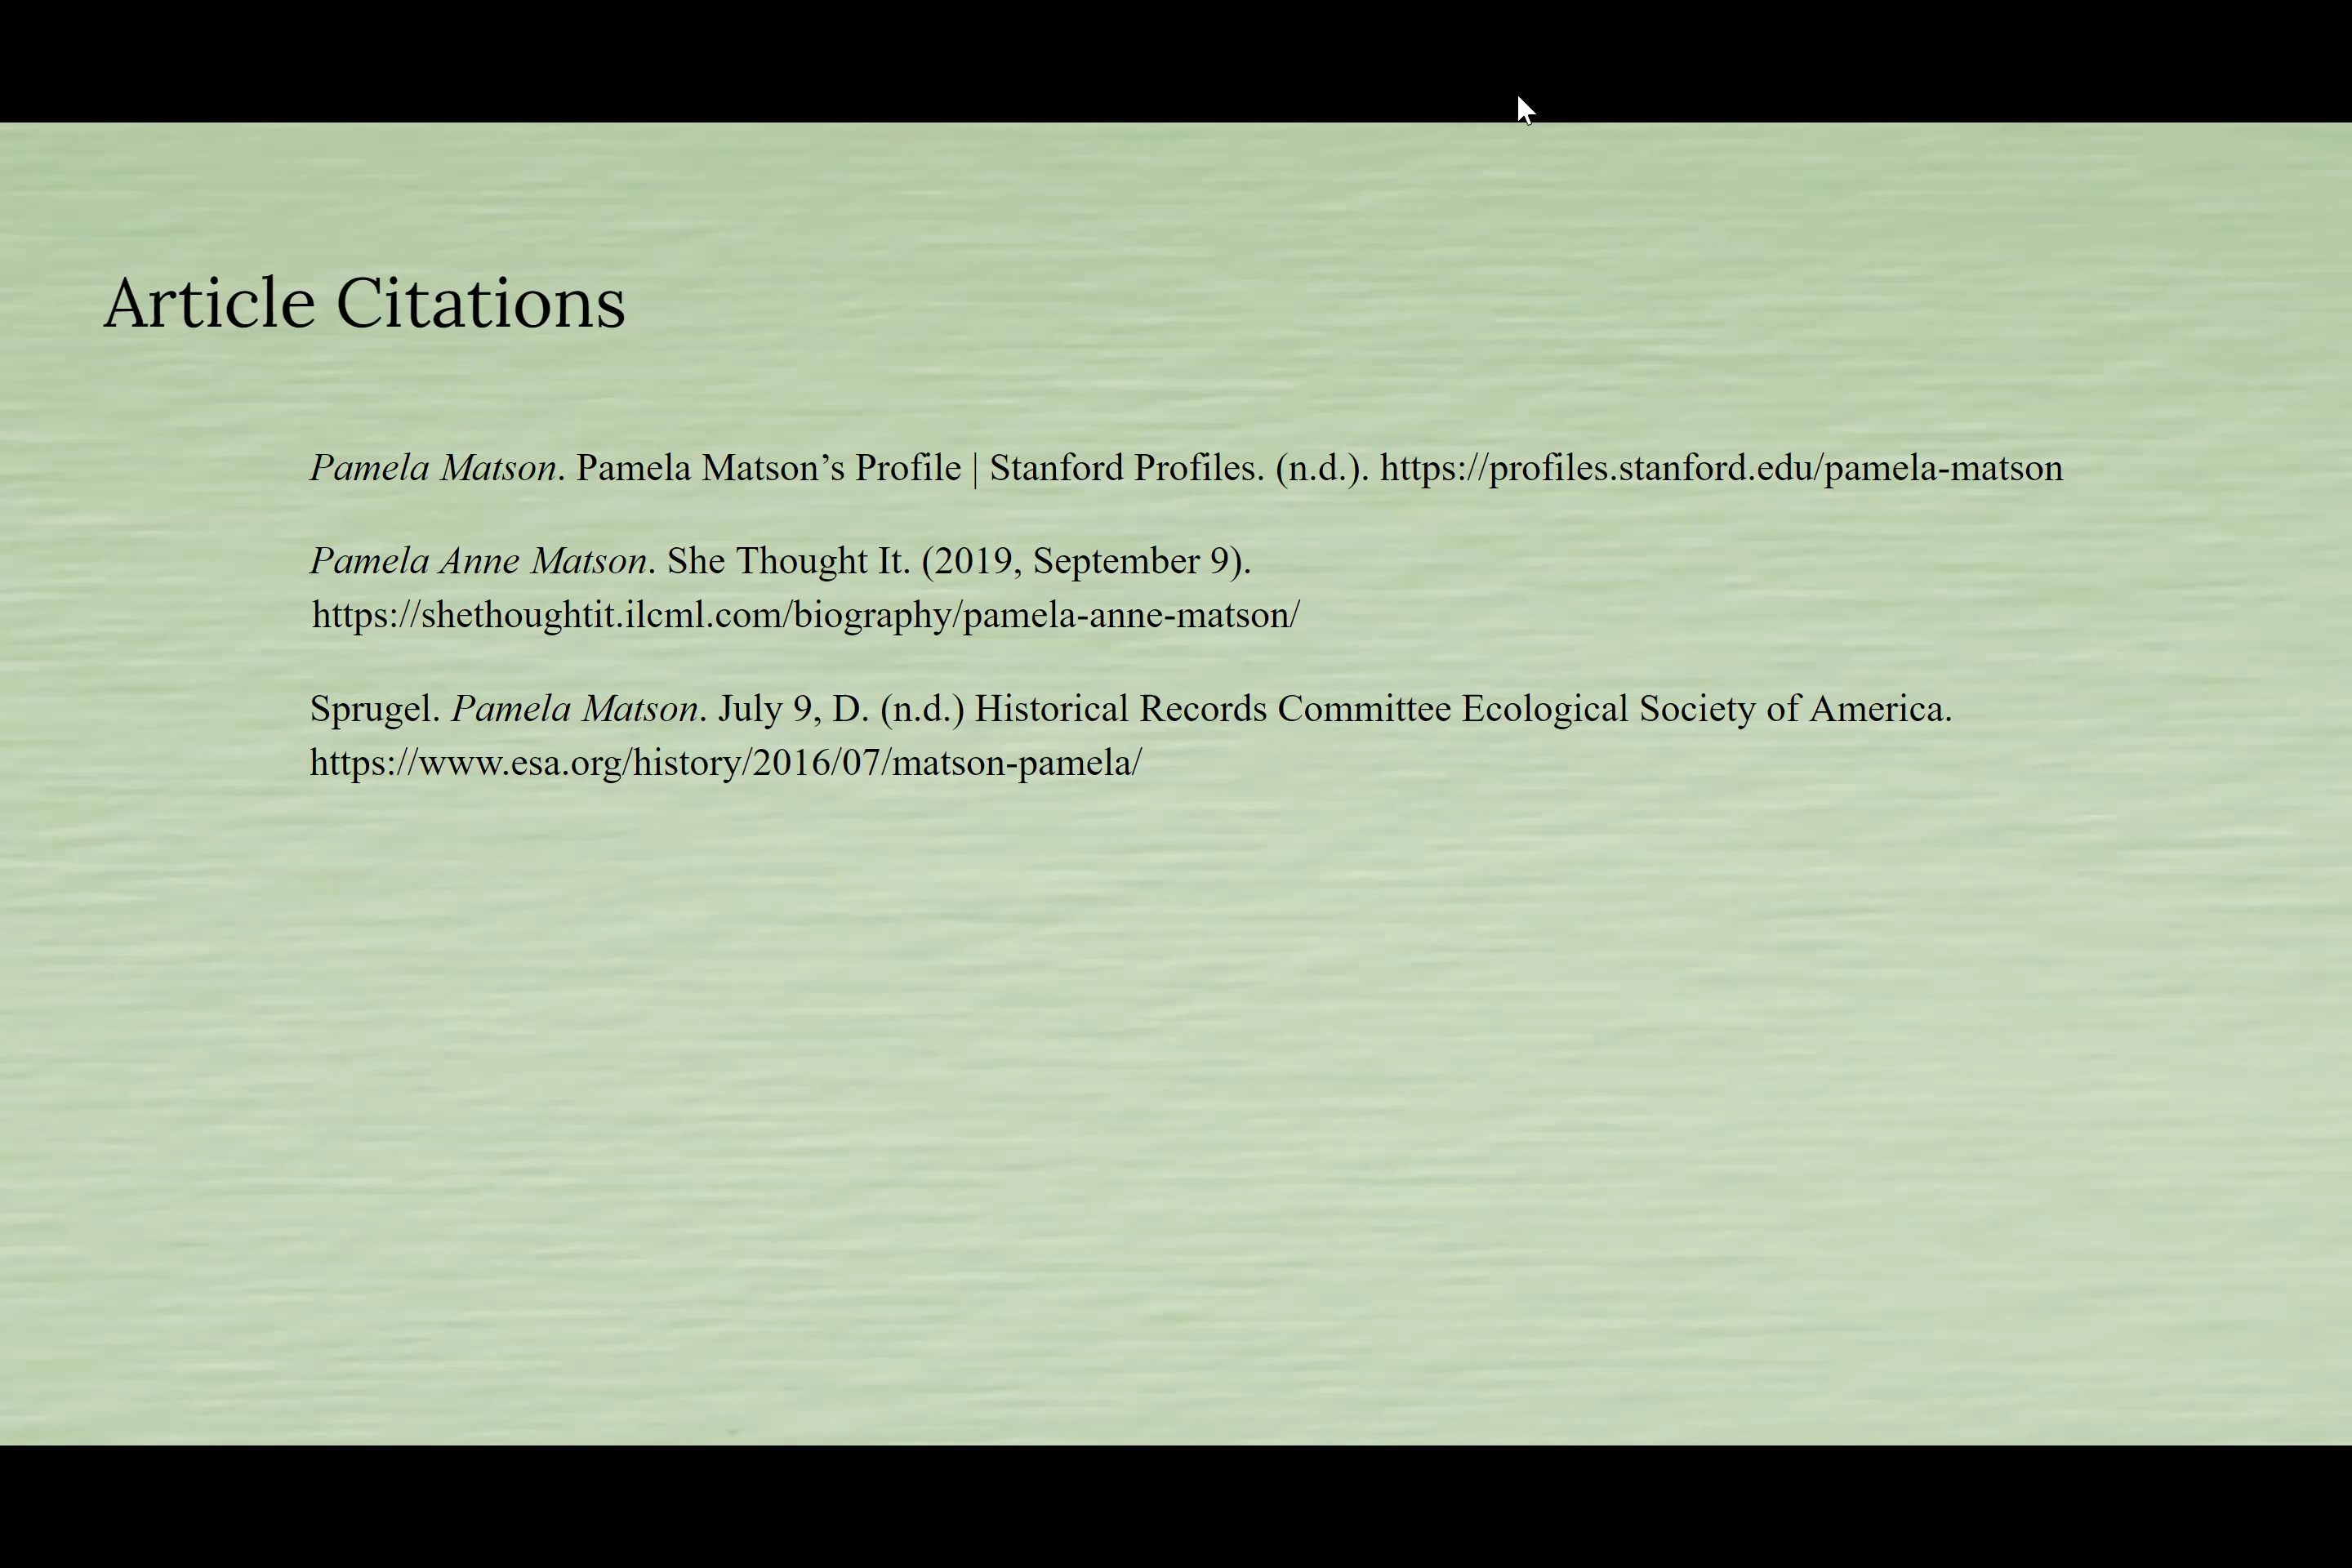 Article Citations
Pamela Matson. Pamela Matson’s Profile | Stanford Profiles. (n.d.). https://profiles.stanford.edu/pamela-matson
Pamela Anne Matson. She Thought It. (2019, September 9).
https://shethoughtit.ilcml.com/biography/pamela-anne-matson/
Sprugel. Pamela Matson. July 9, D. (n.d.) Historical Records Committee Ecological Society of America.
https://www.esa.org/history/2016/07/matson-pamela/